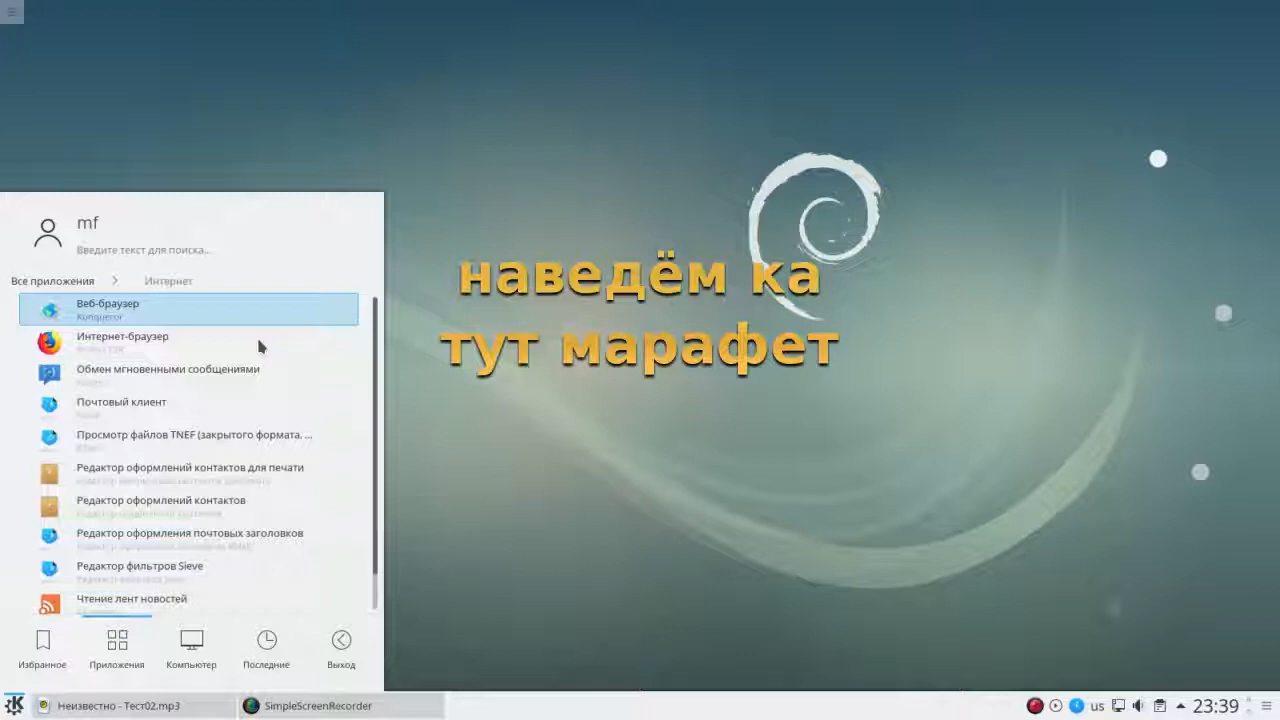 mf
Введите текст для поиска...
Все приложения
Интернет
Веб-браузер
Konqueror
Интернет-браузер
Обмен мгновенными сообщениями
Почтовый клиент
Просмотр файлов TNEF (закрытого формата, ...
Редактор оформлений контактов для печати
Редактор оформлений контактов
Редактор оформления почтовых заголовков
Редактор фильтров Sieve
Чтение лент новостей
Избранное
Приложения
Компьютер
Последние
Выход
наведём ка
тут марафет
Неизвестно - Тест02.mp3
SimpleScreenRecorder
us
23:39